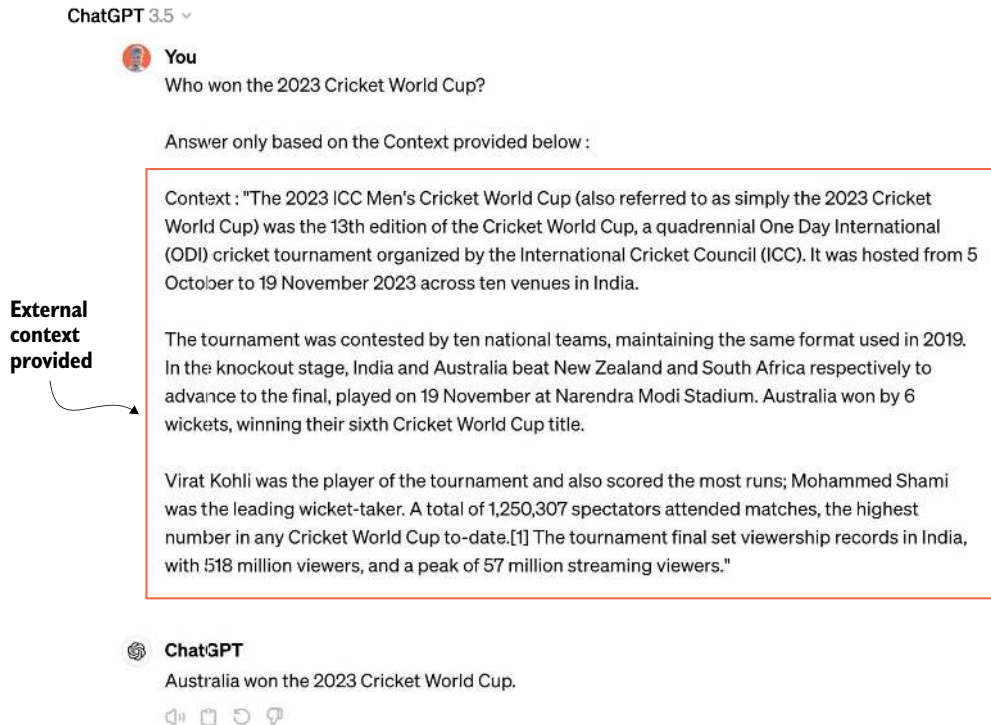 ChatGPT 3.5
You
Who won the 2023 Cricket World Cup?
Answer only based on the Context provided below :
Context : "The 2023 ICC Men's Cricket World Cup (also referred to as simply the 2023 Cricket
World Cup) was the 13th edition of the Cricket World Cup, a quadrennial One Day International
(ODI) cricket tournament organized by the International Cricket Council (ICC). It was hosted from 5
October to 19 November 2023 across ten venues in India.
External
context
provided
The tournament was contested by ten national teams, maintaining the same format used in 2019.
In the knockout stage, India and Australia beat New Zealand and South Africa respectively to
advance to the final, played on 19 November at Narendra Modi Stadium. Australia won by 6
wickets, winning their sixth Cricket World Cup title.
Virat Kohli was the player of the tournament and also scored the most runs; Mohammed Shami
was the leading wicket-taker. A total of 1,250,307 spectators attended matches, the highest
number in any Cricket World Cup to-date.[1] The tournament final set viewership records in India,
with 518 million viewers, and a peak of 57 million streaming viewers."
ChatGPT
Australia won the 2023 Cricket World Cup.